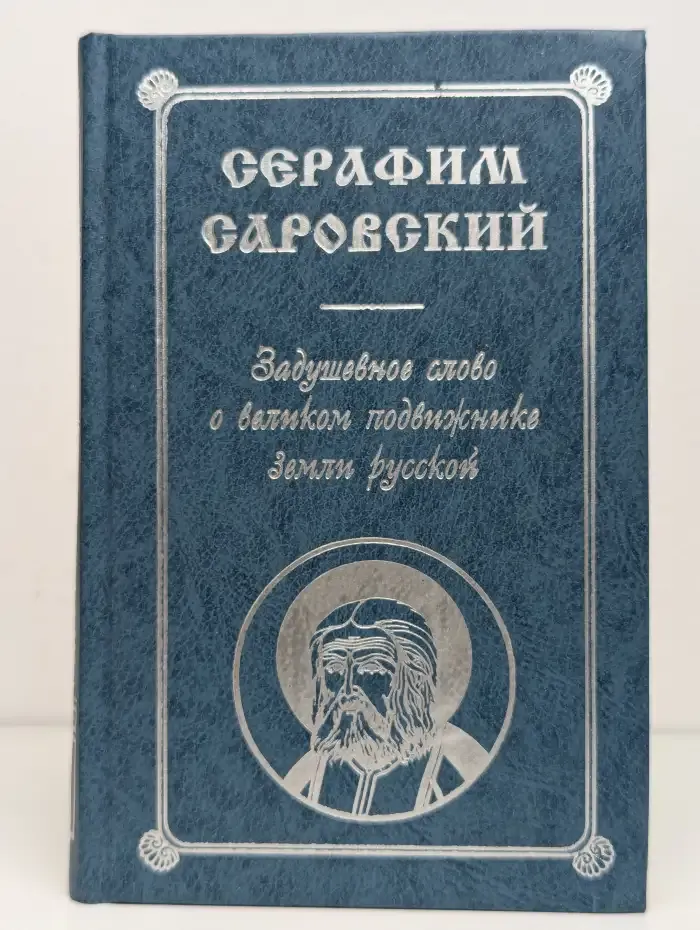 СЕРАФИМ
САРОВСКИЙ
Задушевное слово
о великом подвижнике
земли русской